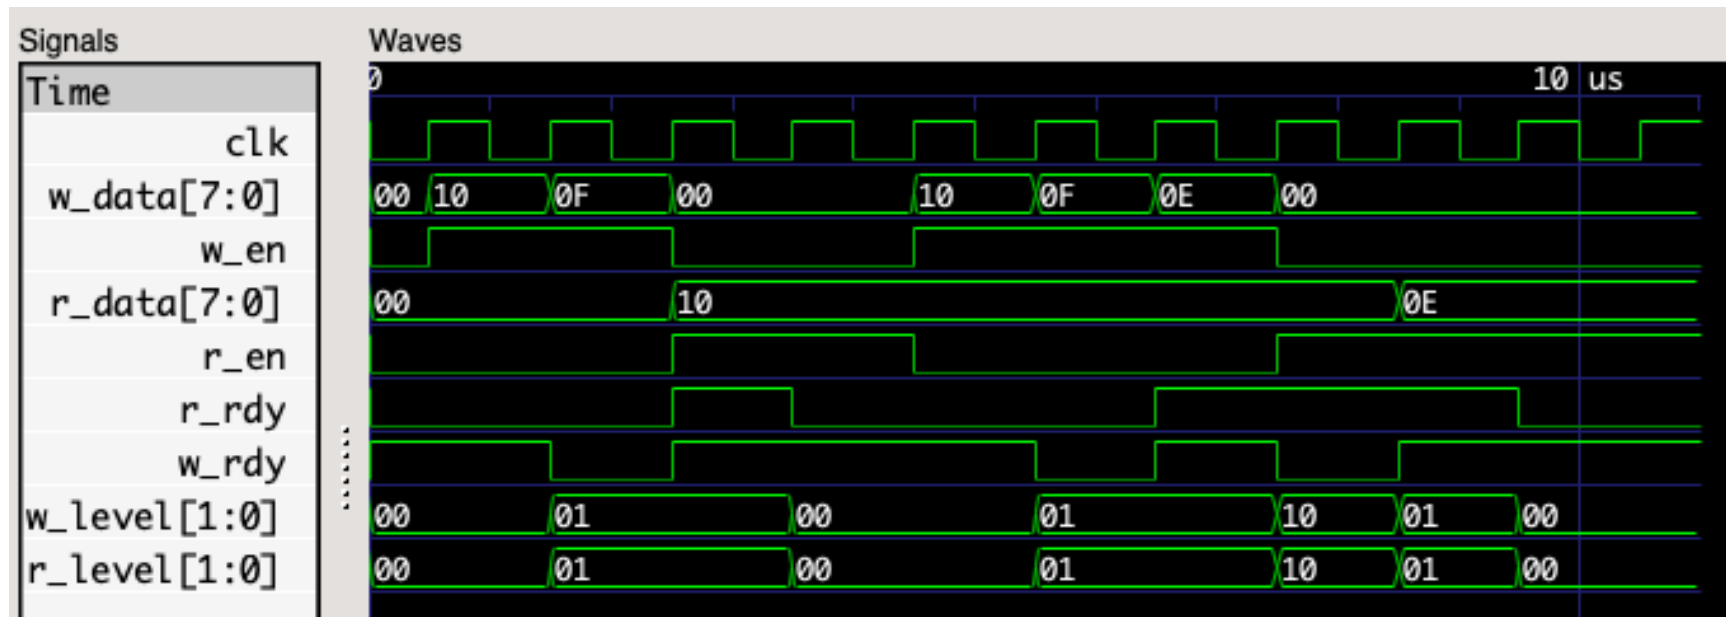 Signals Waves
Time 0 10 us
clk
w_data[7:0] 00 10 0F 00 10 0F 0E 00
w_en
r_data[7:0] 00 10 0E
r_en
r_rdy
w_rdy
w_level[1:0] 00 01 00 01 10 01 00
r_level[1:0] 00 01 00 01 10 01 00